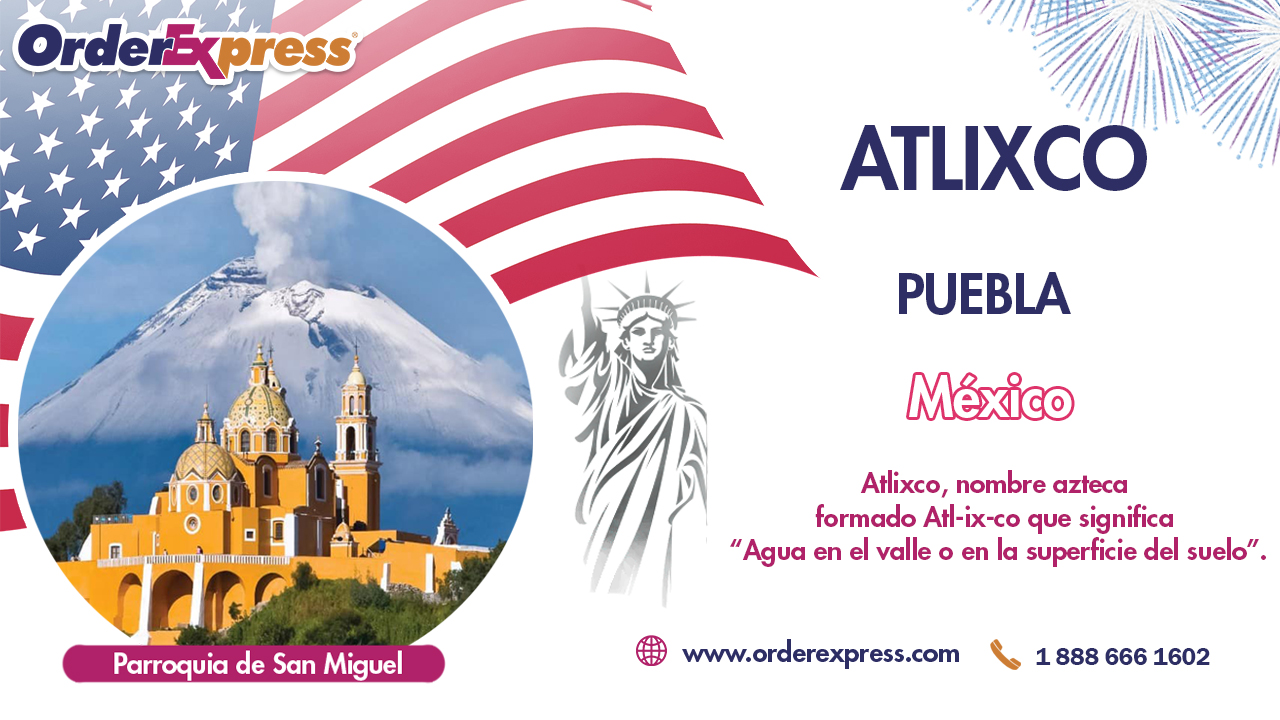 OrderExpress®
ATLIXCO
PUEBLA
México
Atlixco, nombre azteca
formado Atl-ix-co que significa
“Agua en el valle o en la superficie del suelo”.
Parroquia de San Miguel
www.orderexpress.com
1 888 666 1602